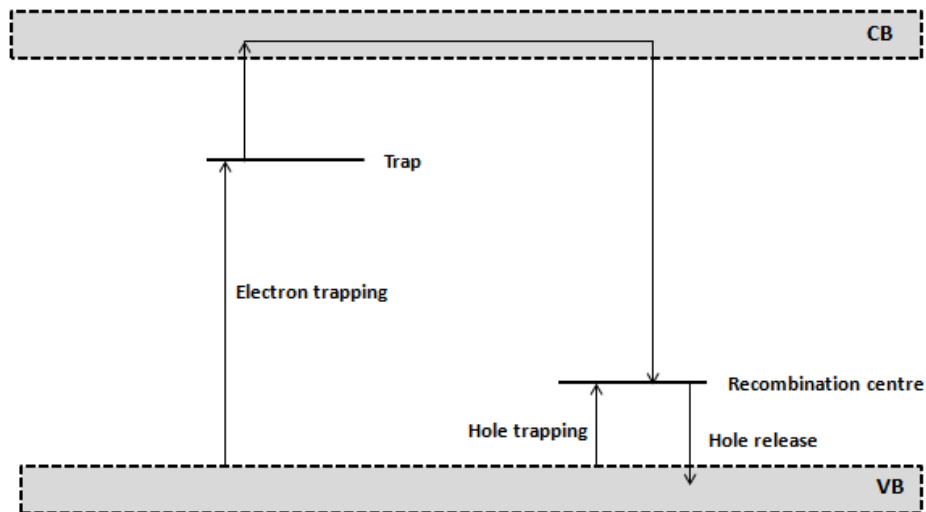 CB
Trap
Electron trapping
Recombination centre
Hole trapping
Hole release
VB